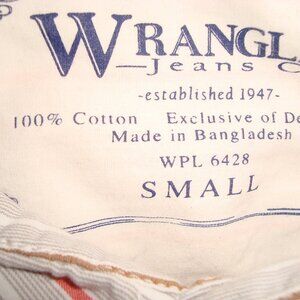 WRANGL
Jeans C
-established 1947-
100% Cotton Exclusive of De
Made in Bangladesh
WPL 6428
SMALL